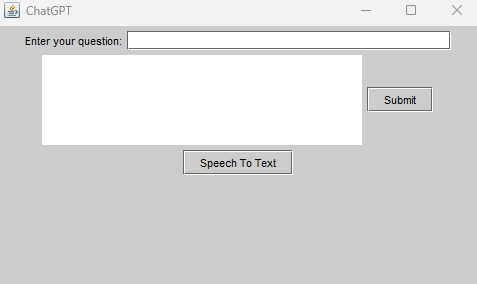 ChatGPT
Enter your question:
Submit
Speech To Text